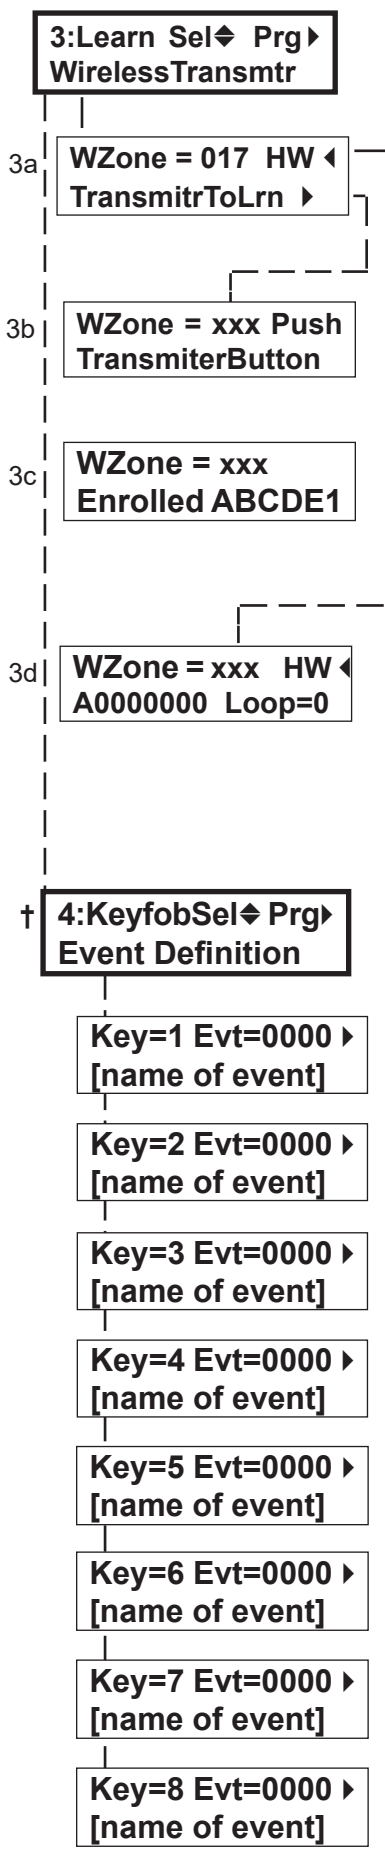 3:Learn Sel Prg
WirelessTransmtr
3a
WZone = 017 HW
TransmitrToLrn
3b
WZone = xxx Push
TransmiterButton
3c
WZone = xxx
Enrolled ABCDE1
3d
WZone = xxx HW
A0000000 Loop=0
†
4:KeyfobSel Prg
Event Definition
Key=1 Evt=0000
[name of event]
Key=2 Evt=0000
[name of event]
Key=3 Evt=0000
[name of event]
Key=4 Evt=0000
[name of event]
Key=5 Evt=0000
[name of event]
Key=6 Evt=0000
[name of event]
Key=7 Evt=0000
[name of event]
Key=8 Evt=0000
[name of event]